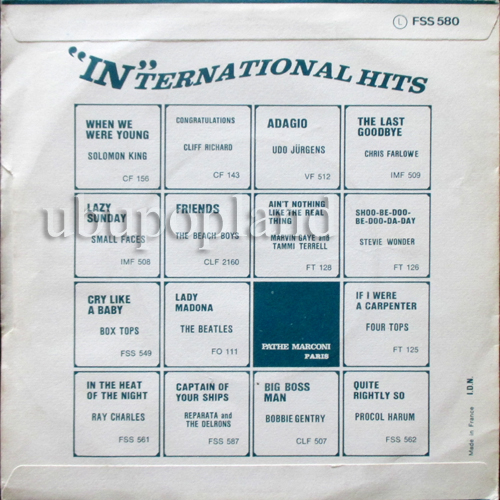 Ⓛ FSS 580
"IN"TERNATIONAL HITS
WHEN WE
WERE YOUNG
SOLOMON KING
CF 156
CONGRATULATIONS
CLIFF RICHARD
CF 143
ADAGIO
UDO JÜRGENS
VF 512
THE LAST
GOODBYE
CHRIS FARLOWE
IMF 509
LAZY
SUNDAY
SMALL FACES
IMF 508
FRIENDS
THE BEACH BOYS
CLF 2160
AIN'T NOTHING
LIKE THE REAL
THING
MARVIN GAYE and
TAMMI TERRELL
FT 128
SHOO-BE-DOO-
BE-DOO-DA-DAY
STEVIE WONDER
FT 126
ubupopland
CRY LIKE
A BABY
BOX TOPS
FSS 549
LADY
MADONA
THE BEATLES
FO 111
PATHE MARCONI
PARIS
IF I WERE
A CARPENTER
FOUR TOPS
FT 125
IN THE HEAT
OF THE NIGHT
RAY CHARLES
FSS 561
CAPTAIN OF
YOUR SHIPS
REPARATA and
THE DELRONS
FSS 587
BIG BOSS
MAN
BOBBIE GENTRY
CLF 507
QUITE
RIGHTLY SO
PROCOL HARUM
FSS 562
Made in France I.D.N.